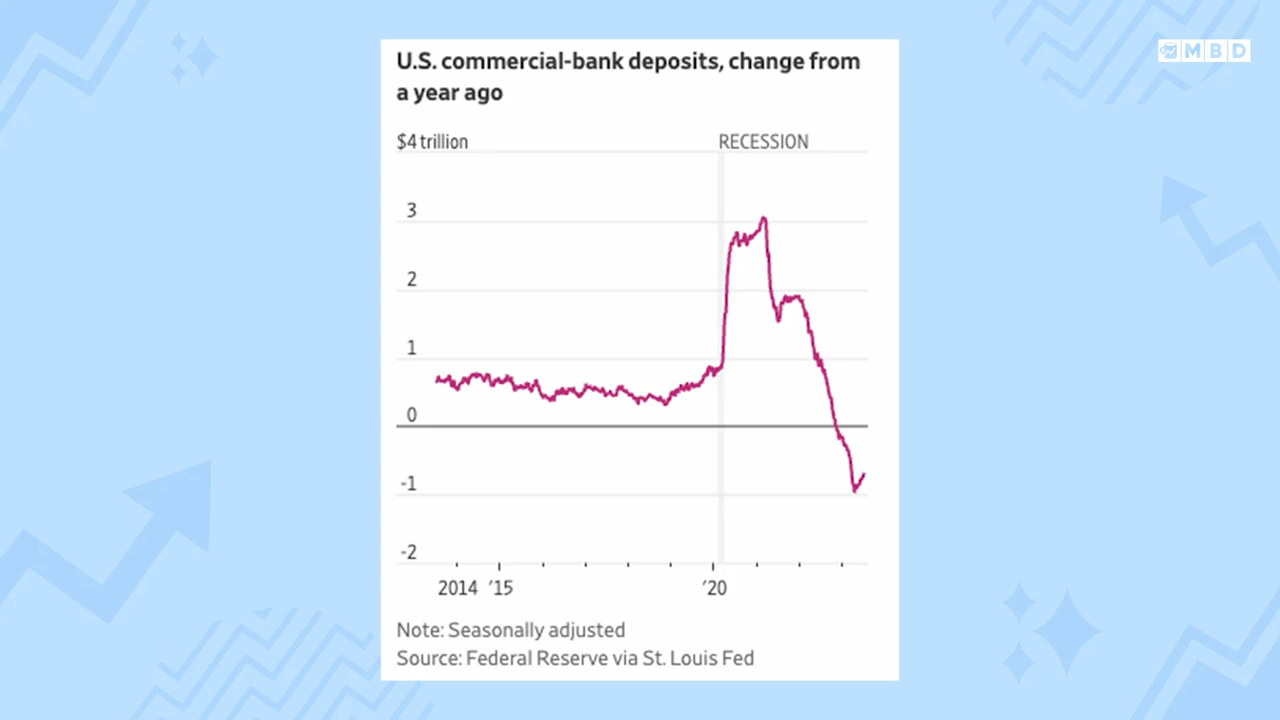 MBD
U.S. commercial-bank deposits, change from
a year ago
$4 trillion
RECESSION
3
2
1
0
-1
-2
2014 '15 '20
Note: Seasonally adjusted
Source: Federal Reserve via St. Louis Fed